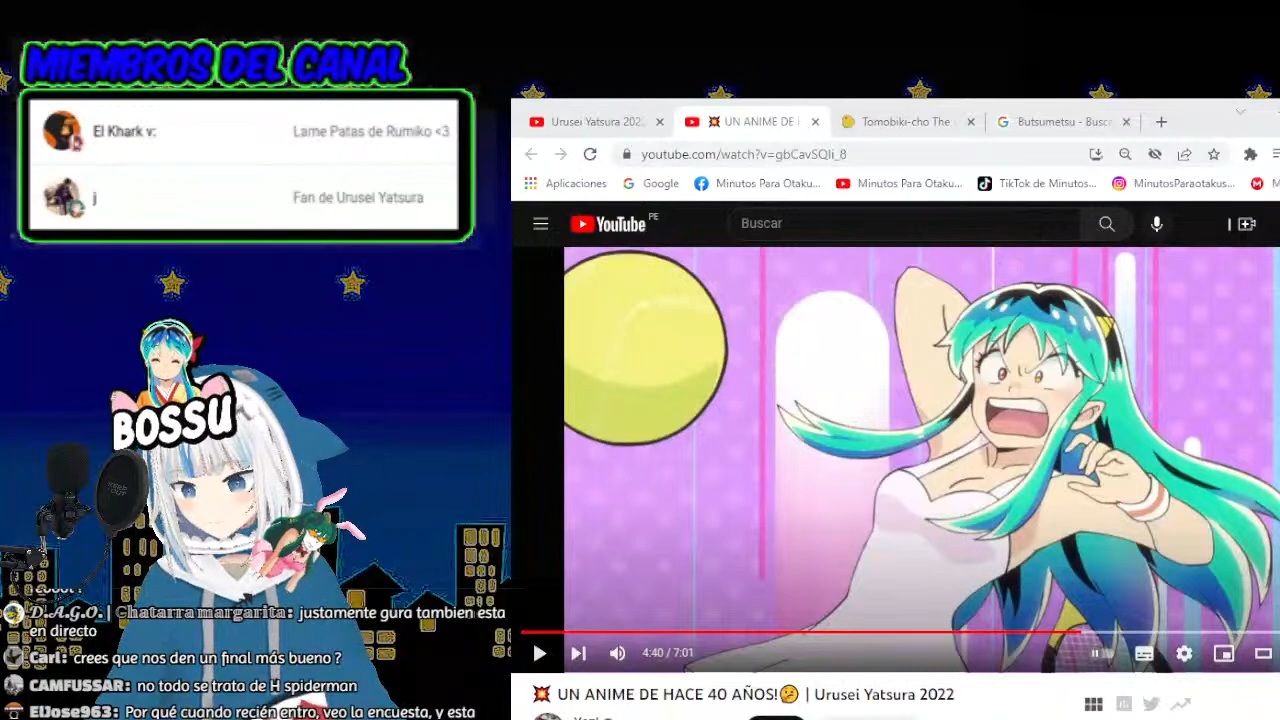 MIEMBROS DEL CANAL
El Khark v: Lame Patas de Rumiko <3
j Fan de Urusei Yatsura
BOSSU
D.A.G.O. | Chatarra margarita: justamente gura tambien esta
en directo
Carl: crees que nos den un final más bueno ?
CAMFUSSAR: no todo se trata de H spiderman
ElJose963: Por qué cuando recién entro, veo la encuesta, y esta
Urusei Yatsura 202
💥 UN ANIME DE
Tomobiki-cho The
Butsumetsu - Busca
youtube.com/watch?v=gbCavSQIi_8
Aplicaciones
Google
Minutos Para Otaku...
Minutos Para Otaku...
TikTok de Minutos...
MinutosParaotakus...
YouTube PE
Buscar
4:40 / 7:01
💥 UN ANIME DE HACE 40 AÑOS!🤔 | Urusei Yatsura 2022